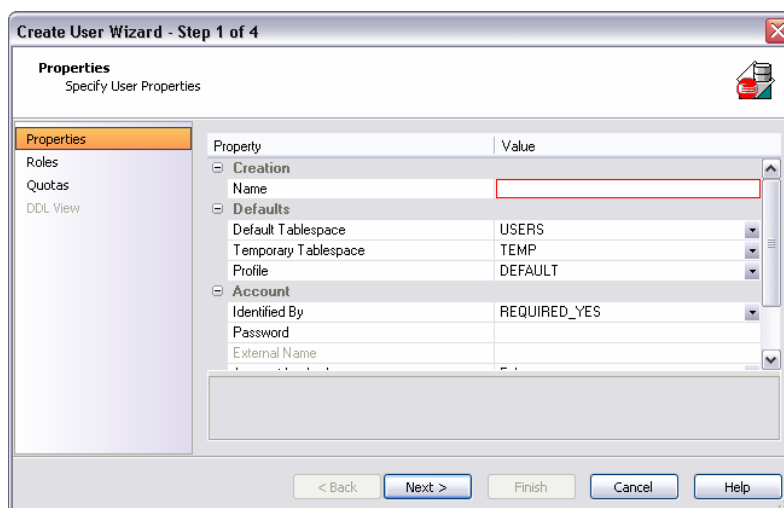 Create User Wizard - Step 1 of 4
Properties
Specify User Properties
Properties
Roles
Quotas
DDL View
Property Value
Creation
Name
Defaults
Default Tablespace USERS
Temporary Tablespace TEMP
Profile DEFAULT
Account
Identified By REQUIRED_YES
Password
External Name
< Back Next > Finish Cancel Help